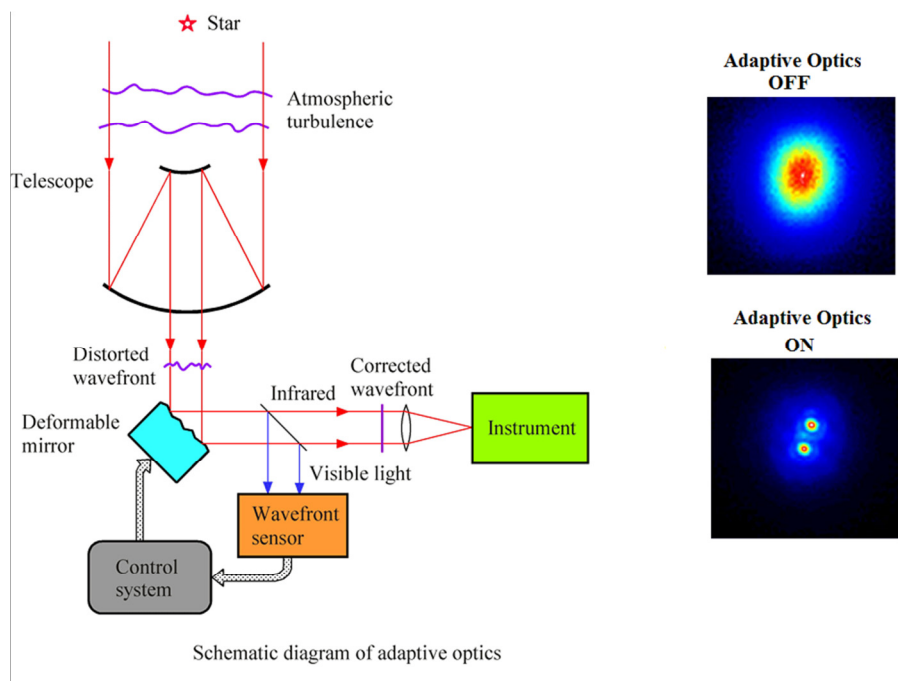 Star
Atmospheric
turbulence
Telescope
Distorted
wavefront
Infrared
Corrected
wavefront
Deformable
mirror
Instrument
Visible light
Wavefront
sensor
Control
system
Schematic diagram of adaptive optics
Adaptive Optics
OFF
Adaptive Optics
ON